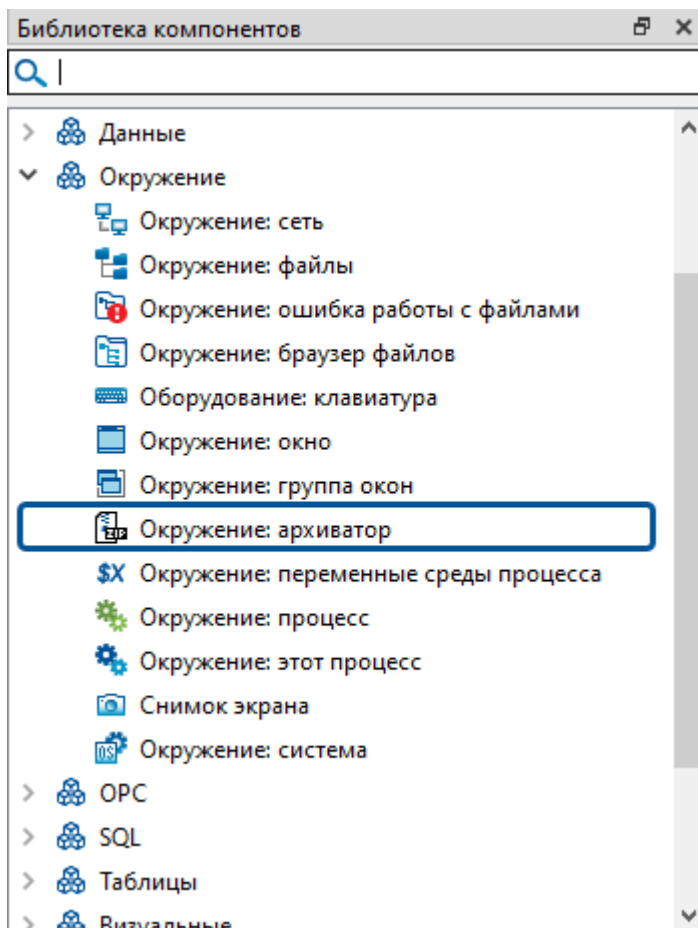 Библиотека компонентов
Данные
Окружение
Окружение: сеть
Окружение: файлы
Окружение: ошибка работы с файлами
Окружение: браузер файлов
Оборудование: клавиатура
Окружение: окно
Окружение: группа окон
Окружение: архиватор
$X Окружение: переменные среды процесса
Окружение: процесс
Окружение: этот процесс
Снимок экрана
OS Окружение: система
OPC
SQL
Таблицы
Визуальные